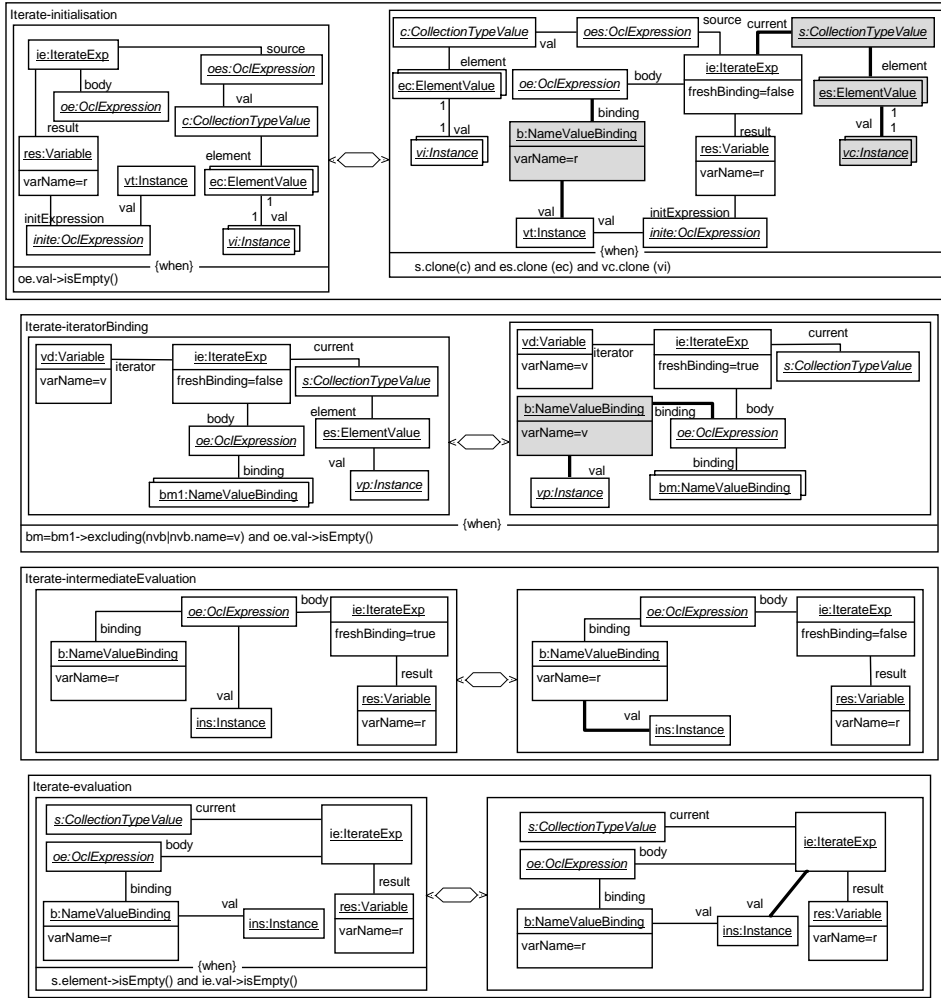 Iterate-initialisation
ie:IterateExp
source
body
oes:OclExpression
oe:OclExpression
val
result
c:CollectionTypeValue
res:Variable
varName=r
vt:Instance
element
ec:ElementValue
initExpression
val
1
1
val
inite:OclExpression
vi:Instance
{when}
oe.val->isEmpty()
c:CollectionTypeValue
val
oes:OclExpression
source
current
s:CollectionTypeValue
element
ec:ElementValue
oe:OclExpression
body
ie:IterateExp
freshBinding=false
element
es:ElementValue
1
1
val
vi:Instance
binding
b:NameValueBinding
varName=r
result
res:Variable
varName=r
val
1
1
vc:Instance
val
vt:Instance
val
initExpression
inite:OclExpression
{when}
s.clone(c) and es.clone (ec) and vc.clone (vi)
Iterate-iteratorBinding
vd:Variable
varName=v
iterator
ie:IterateExp
freshBinding=false
current
s:CollectionTypeValue
body
oe:OclExpression
element
es:ElementValue
binding
bm1:NameValueBinding
val
vp:Instance
vd:Variable
varName=v
iterator
ie:IterateExp
freshBinding=true
current
s:CollectionTypeValue
b:NameValueBinding
varName=v
binding
body
oe:OclExpression
val
vp:Instance
binding
bm:NameValueBinding
{when}
bm=bm1->excluding(nvb|nvb.name=v) and oe.val->isEmpty()
Iterate-intermediateEvaluation
oe:OclExpression
body
ie:IterateExp
freshBinding=true
binding
b:NameValueBinding
varName=r
val
ins:Instance
result
res:Variable
varName=r
oe:OclExpression
body
ie:IterateExp
freshBinding=false
binding
b:NameValueBinding
varName=r
val
ins:Instance
result
res:Variable
varName=r
Iterate-evaluation
s:CollectionTypeValue
current
ie:IterateExp
oe:OclExpression
body
binding
b:NameValueBinding
varName=r
val
ins:Instance
result
res:Variable
varName=r
{when}
s.element->isEmpty() and ie.val->isEmpty()
s:CollectionTypeValue
current
ie:IterateExp
oe:OclExpression
body
binding
b:NameValueBinding
varName=r
val
val
ins:Instance
result
res:Variable
varName=r